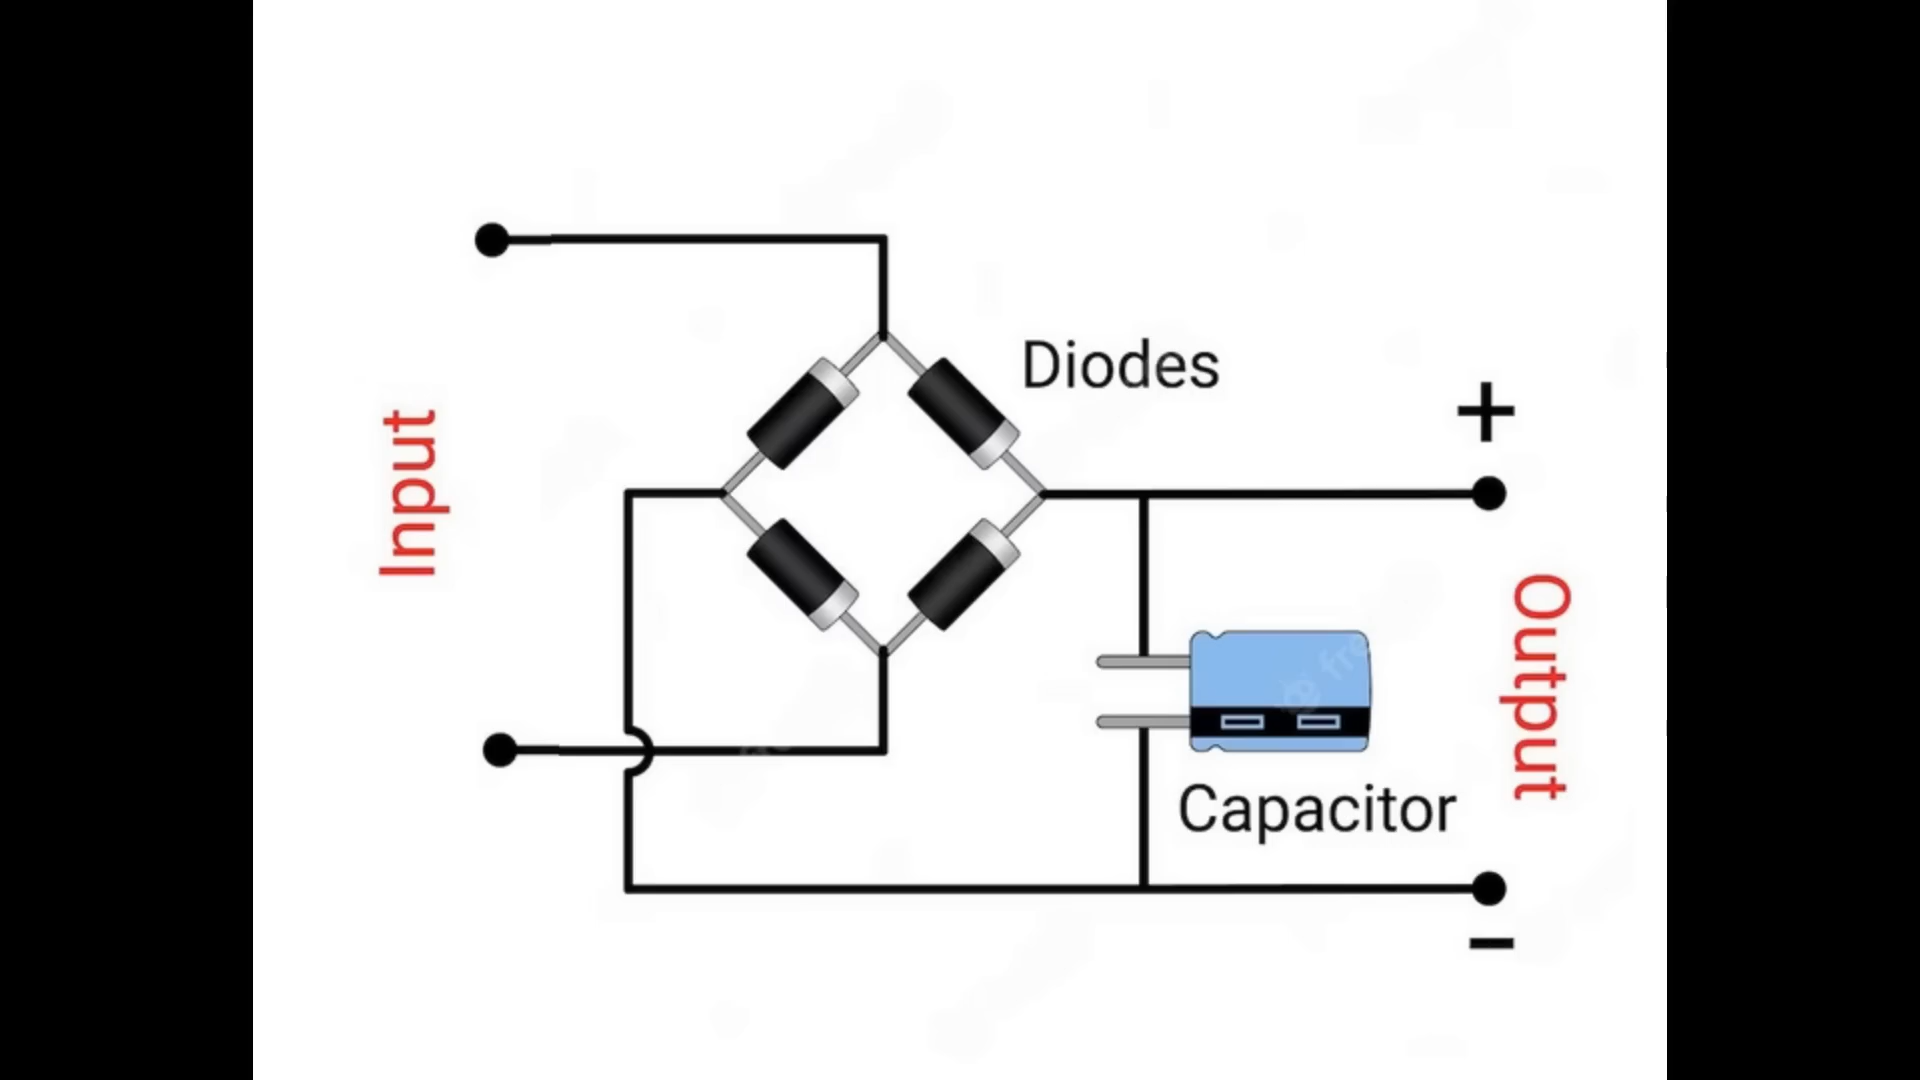 Diodes
+
Input
Output
Capacitor
-